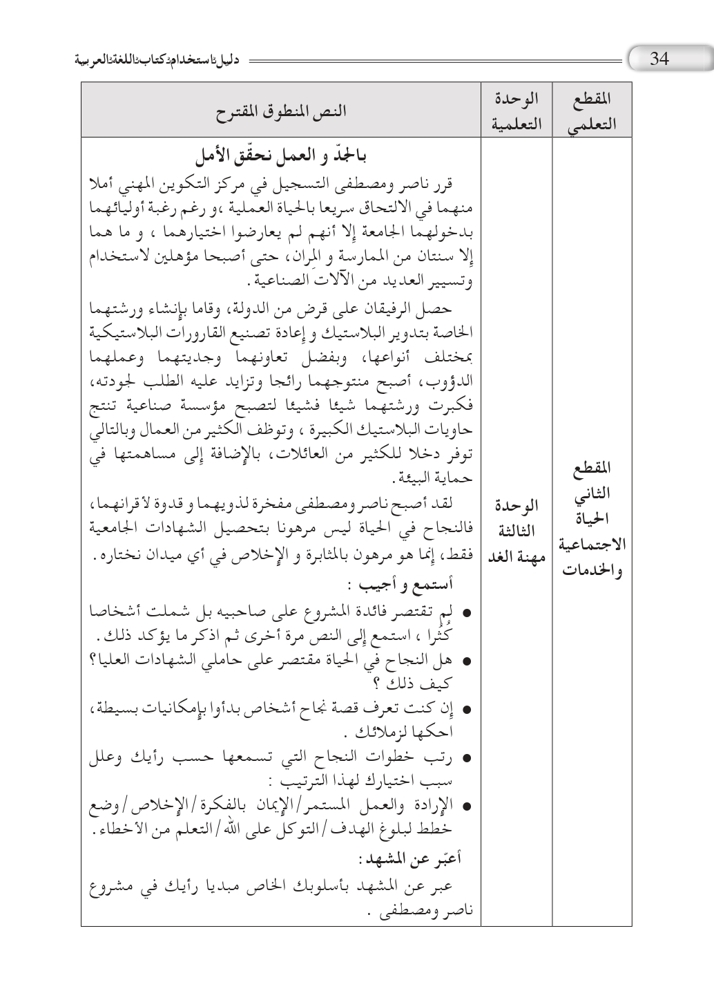 34
دليل استخدام كتاب اللغة العربية
المقطع
التعلمي
الوحدة
التعلمية
النص المنطوق المقترح
المقطع
الثاني
الحياة
الاجتماعية
والخدمات
الوحدة
الثالثة
مهنة الغد
بالجدّ و العمل نحقّق الأمل
قرر ناصر ومصطفى التسجيل في مركز التكوين المهني أملا
منهما في الالتحاق سريعا بالحياة العملية ،و رغم رغبة أوليائهما
بدخولهما الجامعة إلا أنهم لم يعارضوا اختيارهما ، و ما هما
إلا سنتان من الممارسة و المِران، حتى أصبحا مؤهلين لاستخدام
وتسيير العديد من الآلات الصناعية.
حصل الرفيقان على قرض من الدولة، وقاما بإنشاء ورشتهما
الخاصة بتدوير البلاستيك و إعادة تصنيع القارورات البلاستيكية
بمختلف أنواعها، وبفضل تعاونهما وجديتهما وعملهما
الدؤوب، أصبح منتوجهما رائجا وتزايد عليه الطلب لجودته،
فكبرت ورشتهما شيئا فشيئا لتصبح مؤسسة صناعية تنتج
حاويات البلاستيك الكبيرة ، وتوظف الكثير من العمال وبالتالي
توفر دخلا للكثير من العائلات، بالإضافة إلى مساهمتها في
حماية البيئة.
لقد أصبح ناصر ومصطفى مفخرة لذويهما و قدوة لأقرانهما،
فالنجاح في الحياة ليس مرهونا بتحصيل الشهادات الجامعية
فقط، إنما هو مرهون بالمثابرة و الإخلاص في أي ميدان نختاره.
أستمع و أجيب :
● لم تقتصر فائدة المشروع على صاحبيه بل شملت أشخاصا
كُثُرا ، استمع إلى النص مرة أخرى ثم اذكر ما يؤكد ذلك.
● هل النجاح في الحياة مقتصر على حاملي الشهادات العليا؟
كيف ذلك ؟
● إن كنت تعرف قصة نجاح أشخاص بدأوا بإمكانيات بسيطة،
احكها لزملائك .
● رتب خطوات النجاح التي تسمعها حسب رأيك وعلل
سبب اختيارك لهذا الترتيب :
● الإرادة والعمل المستمر/الإيمان بالفكرة/الإخلاص/وضع
خطط لبلوغ الهدف/التوكل على الله/التعلم من الأخطاء.
أعبّر عن المشهد:
عبر عن المشهد بأسلوبك الخاص مبديا رأيك في مشروع
ناصر ومصطفى .